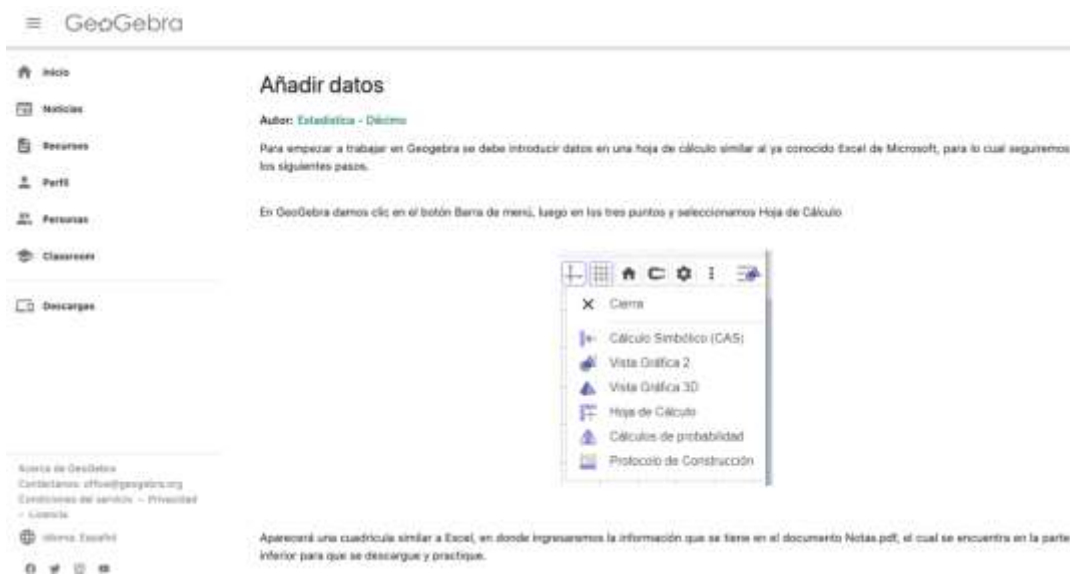 GeoGebra
Inicio
Noticias
Recursos
Perfil
Personas
Classroom
Descargas
Acerca de GeoGebra
Contáctanos: office@geogebra.org
Condiciones del servicio – Privacidad
– Licencia
Idioma: Español
Añadir datos
Autor: Estadística - Décimo
Para empezar a trabajar en Geogebra se debe introducir datos en una hoja de cálculo similar al ya conocido Excel de Microsoft, para lo cual seguiremos
los siguientes pasos.
En GeoGebra damos clic en el botón Barra de menú, luego en los tres puntos y seleccionamos Hoja de Cálculo
Cierra
Cálculo Simbólico (CAS)
Vista Gráfica 2
Vista Gráfica 3D
Hoja de Cálculo
Cálculos de probabilidad
Protocolo de Construcción
Aparecerá una cuadrícula similar a Excel, en donde ingresaremos la información que se tiene en el documento Notas.pdf, el cual se encuentra en la parte
inferior para que se descargue y practique.